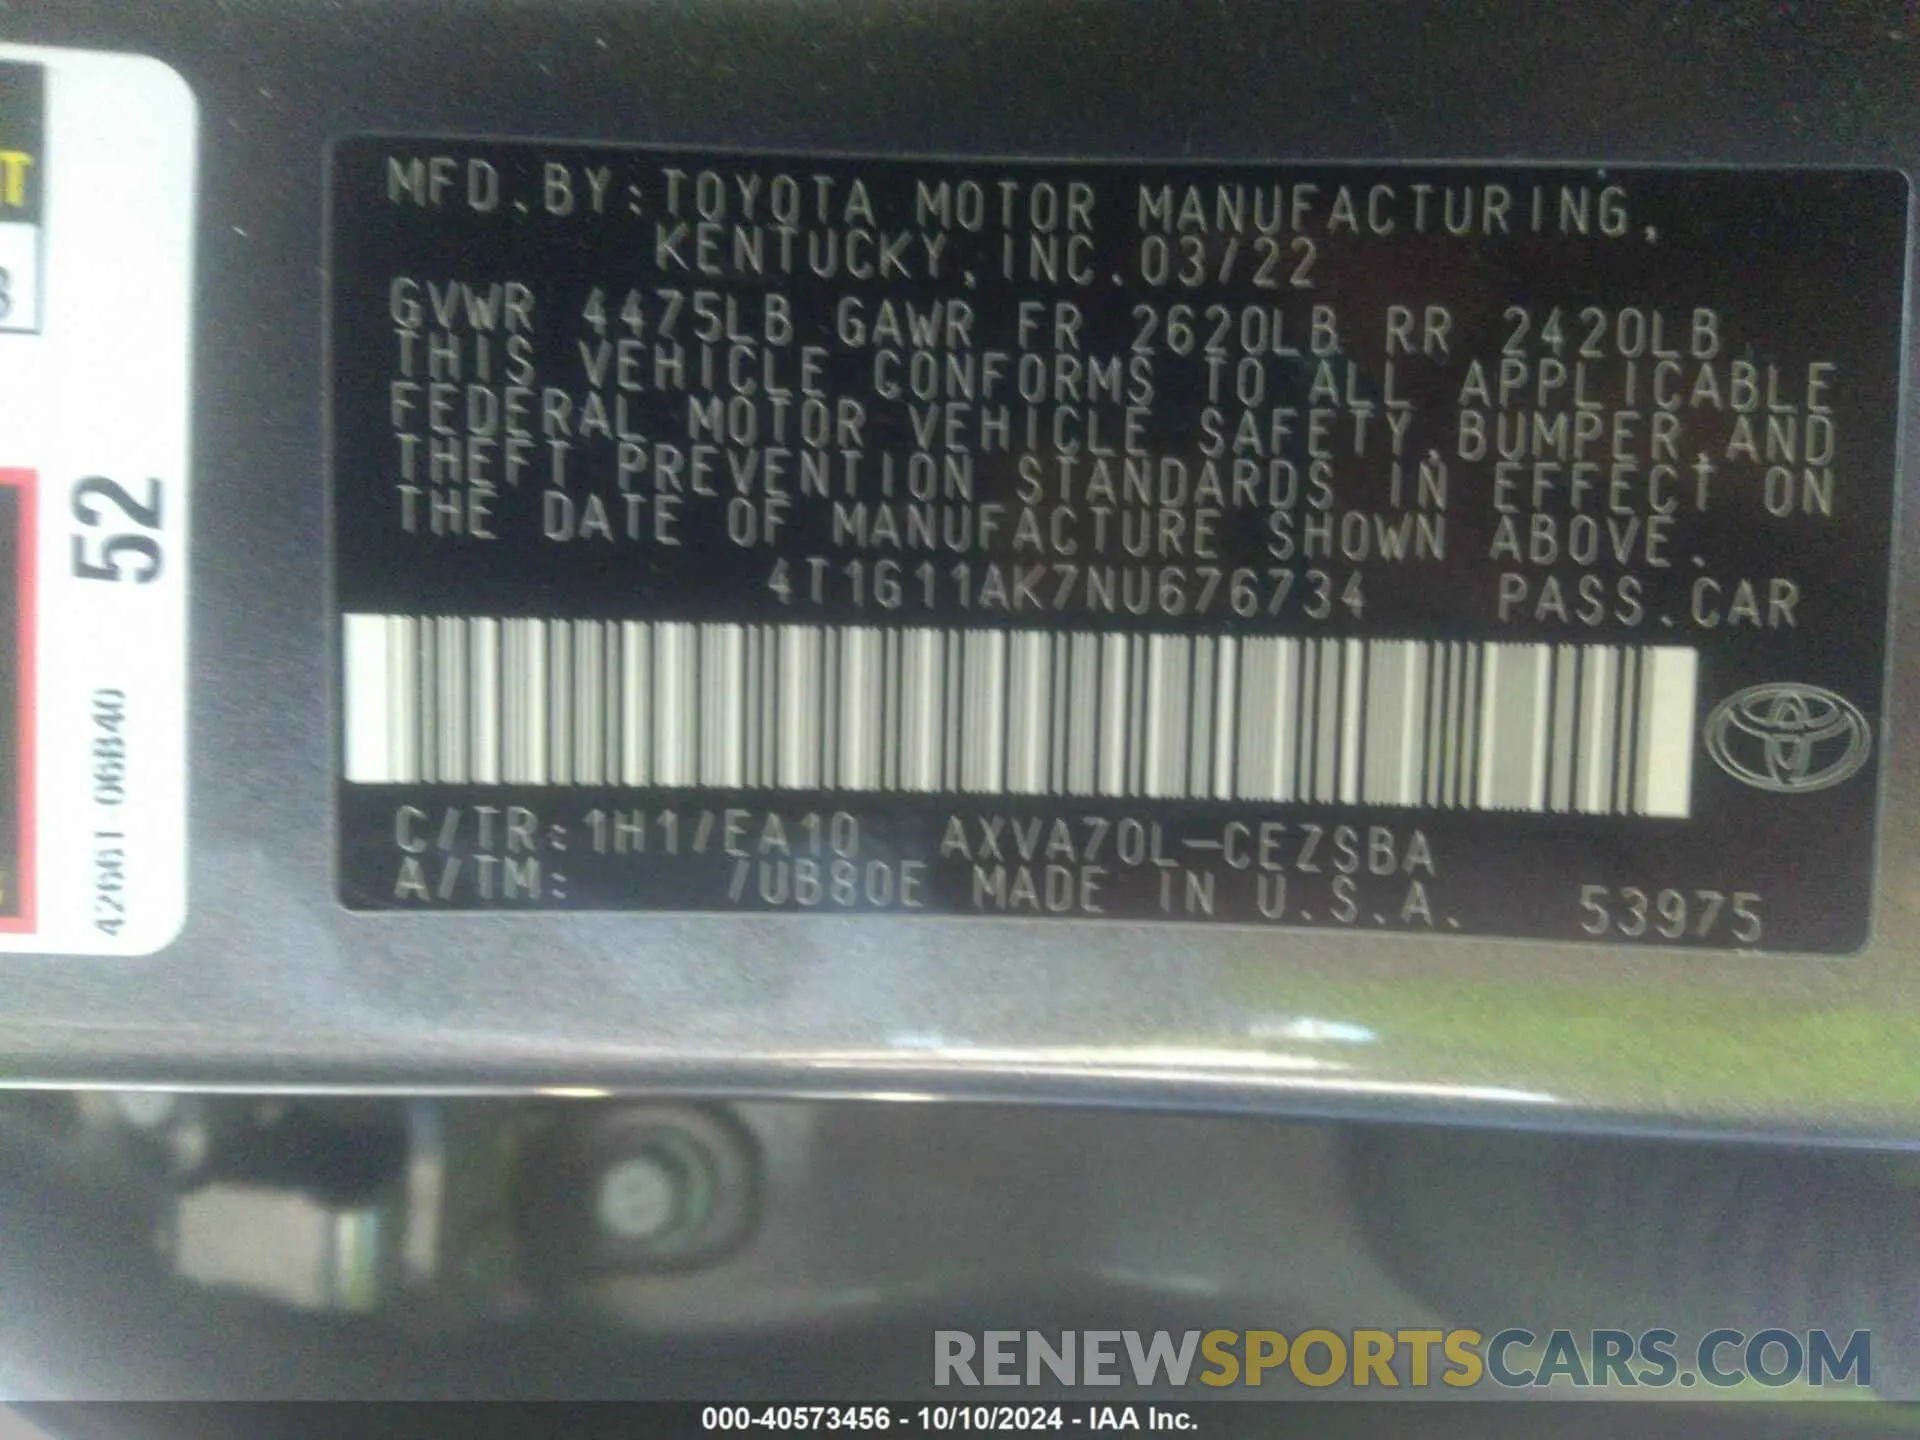 MFD.BY:TOYOTA MOTOR MANUFACTURING,
KENTUCKY,INC.03/22
GVWR 4475LB GAWR FR 2620LB RR 2420LB
THIS VEHICLE CONFORMS TO ALL APPLICABLE
FEDERAL MOTOR VEHICLE SAFETY,BUMPER,AND
THEFT PREVENTION STANDARDS IN EFFECT ON
THE DATE OF MANUFACTURE SHOWN ABOVE.
4T1G11AK7NU676734 PASS.CAR
C/TR:1H1/EA10 AXVA70L-CEZSBA
A/TM: /UB80E MADE IN U.S.A. 53975
52
42661-06B40
RENEWSPORTSCARS.COM
000-40573456 - 10/10/2024 - IAA Inc.